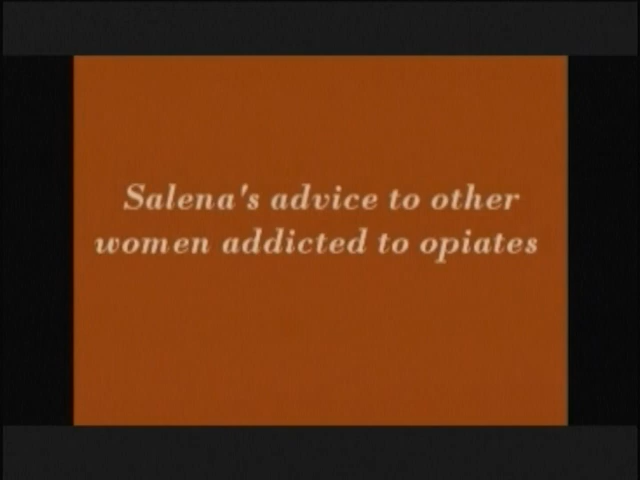 Salena's advice to other
women addicted to opiates